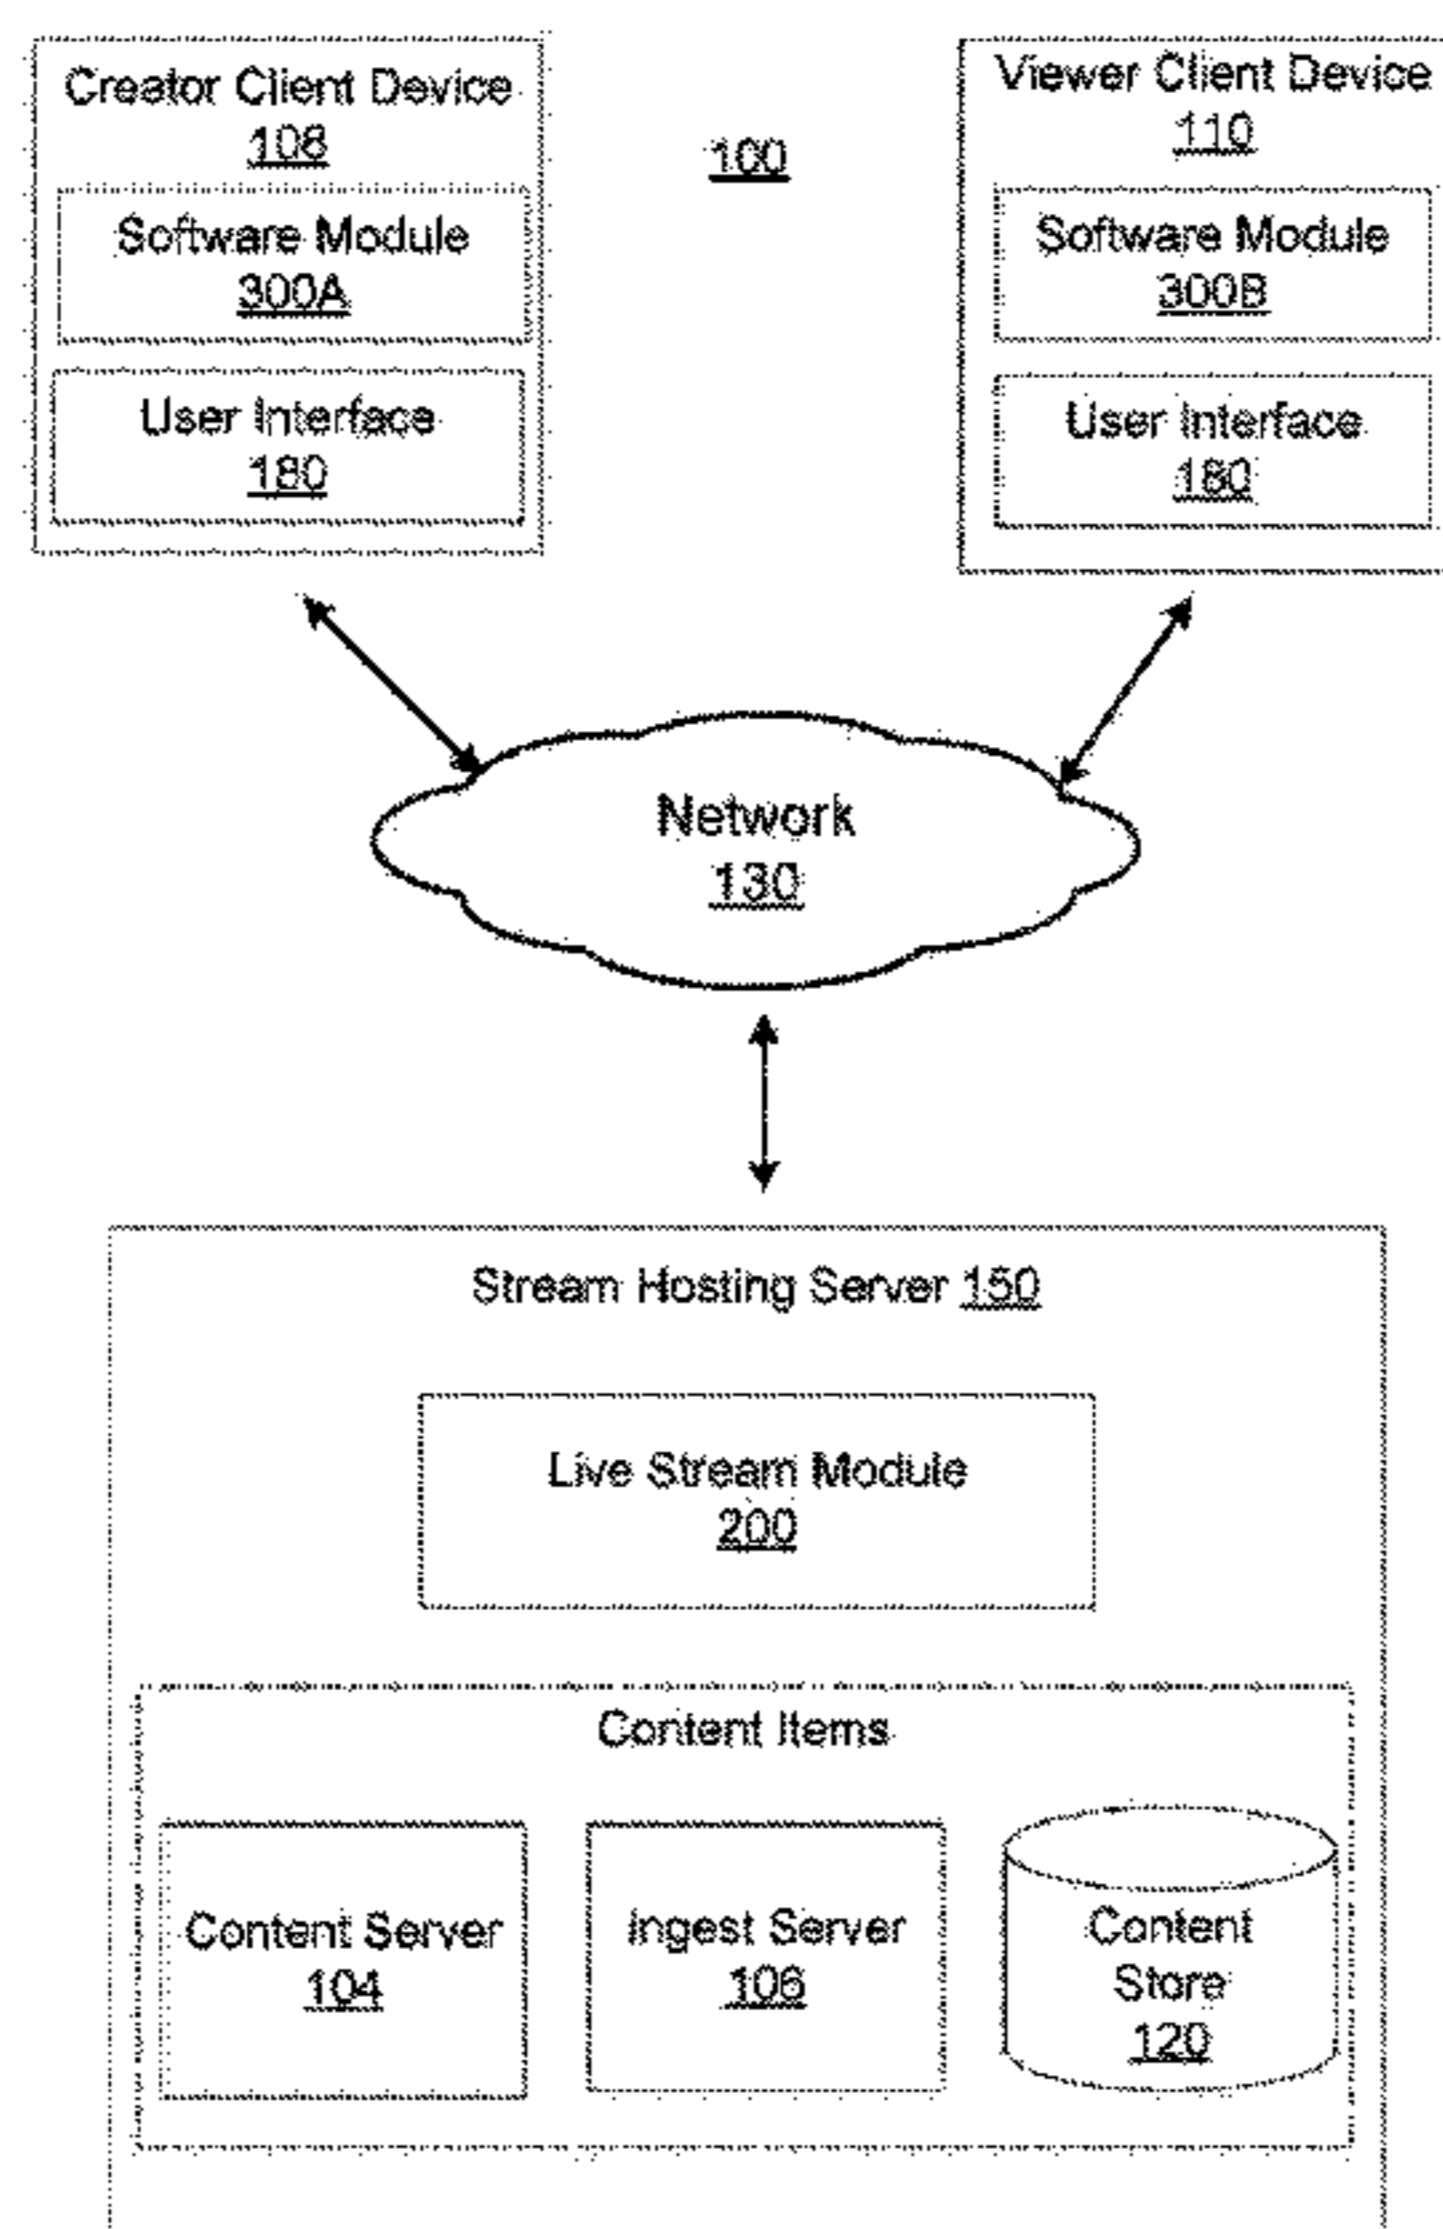 Creator Client Device
108
Software Module
300A
User Interface
180
100
Viewer Client Device
110
Software Module
300B
User Interface
180
Network
130
Stream Hosting Server 150
Live Stream Module
200
Content Items
Content Server
104
Ingest Server
106
Content
Store
120